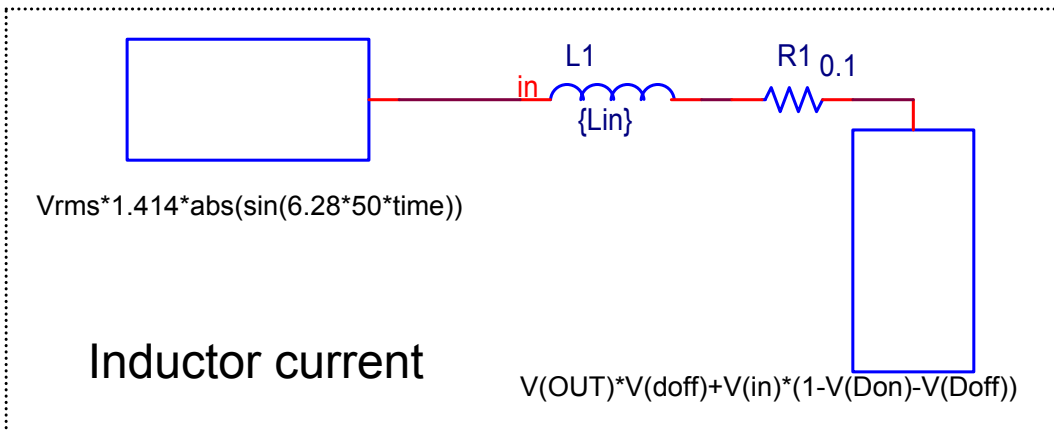 L1
R1 0.1
in
{Lin}
Vrms*1.414*abs(sin(6.28*50*time))
Inductor current
V(OUT)*V(doff)+V(in)*(1-V(Don)-V(Doff))